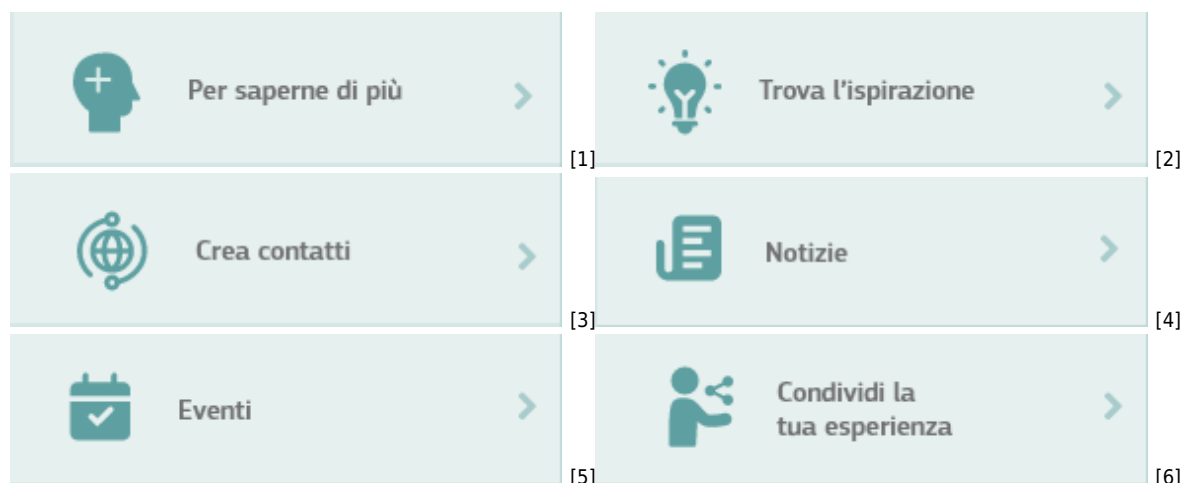 Per saperne di più
[1]
Trova l'ispirazione
[2]
Crea contatti
[3]
Notizie
[4]
Eventi
[5]
Condividi la
tua esperienza
[6]